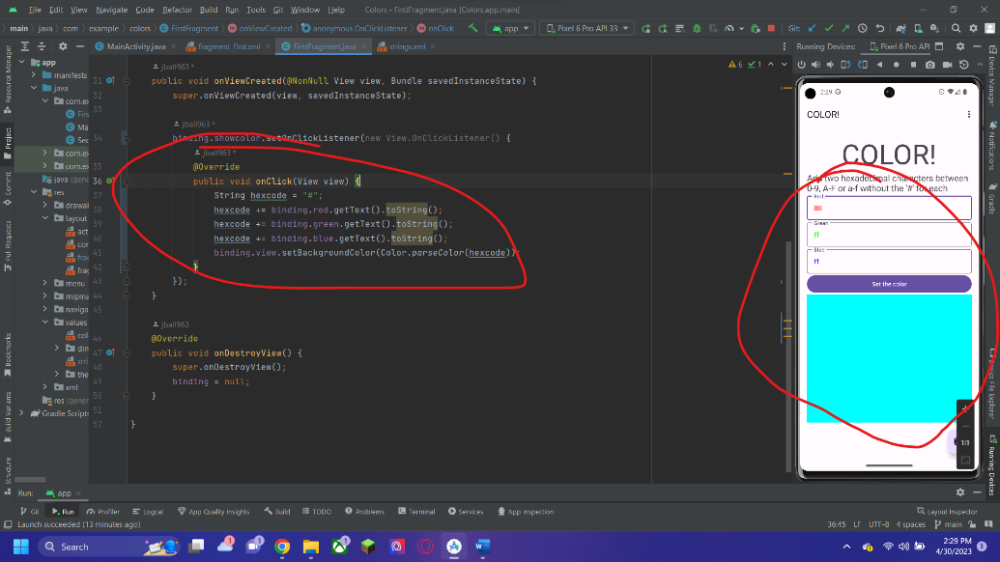 File Edit View Navigate Code Refactor Build Run Tools Git Window Help Colors - FirstFragment.java [Colors.app.main]
main java com example colors FirstFragment onViewCreated anonymous OnClickListener onClick app Pixel 6 Pro API 33 Git:
MainActivity.java fragment_first.xml FirstFragment.java strings.xml Running Devices: Pixel 6 Pro API
Resource Manager
Project
Commit
Pull Requests
Bookmarks
Build Variants
Structure
app
manifests
java
com.ex
Fir
Ma
Sec
com.ex
com.ex
java (gene
res
drawal
layout
act
con
frag
frag
menu
mipma
naviga
values
colo
dim
stri
the
xml
res (gener
Gradle Scripts
6 1
jball963 *
31 public void onViewCreated(@NonNull View view, Bundle savedInstanceState) {
32 super.onViewCreated(view, savedInstanceState);
33
jball963 *
34 binding.showcolor.setOnClickListener(new View.OnClickListener() {
jball963 *
35 @Override
36 public void onClick(View view) {
37 String hexcode = "#";
38 hexcode += binding.red.getText().toString();
39 hexcode += binding.green.getText().toString();
40 hexcode += binding.blue.getText().toString();
41 binding.view.setBackgroundColor(Color.parseColor(hexcode));
42 }
43 });
44 }
45
jball963
46 @Override
47 public void onDestroyView() {
48 super.onDestroyView();
49 binding = null;
50 }
51
52 }
2:29
COLOR!
COLOR!
Add two hexadecimal characters between
0-9, A-F or a-f without the '#' for each
Red
00
Green
ff
Blue
ff
Set the color
1:1
Device Manager
Notifications
Gradle
Device File Explorer
Running Devices
Run: app
Git Run Profiler Logcat App Quality Insights Build TODO Problems Terminal Services App Inspection Layout Inspector
Launch succeeded (13 minutes ago) 36:45 LF UTF-8 4 spaces main
Search
2:29 PM
4/30/2023
3